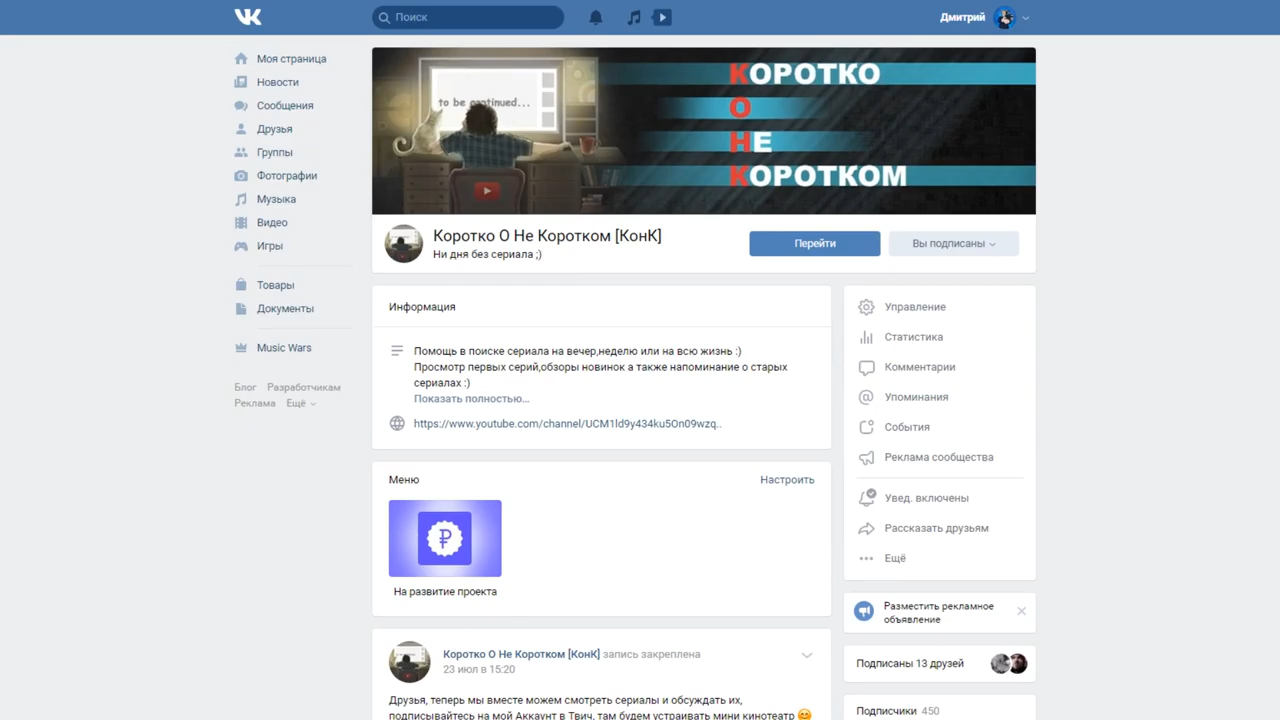 Поиск
Дмитрий
Моя страница
Новости
Сообщения
Друзья
Группы
Фотографии
Музыка
Видео
Игры
Товары
Документы
Music Wars
Блог Разработчикам
Реклама Ещё
to be continued...
КОРОТКО
О
НЕ
КОРОТКОМ
Коротко О Не Коротком [КонК]
Ни дня без сериала ;)
Перейти
Вы подписаны
Информация
Помощь в поиске сериала на вечер,неделю или на всю жизнь :)
Просмотр первых серий,обзоры новинок а также напоминание о старых
сериалах :)
Показать полностью...
https://www.youtube.com/channel/UCM1ld9y434ku5On09wzq..
Меню
Настроить
На развитие проекта
Коротко О Не Коротком [КонК] запись закреплена
23 июл в 15:20
Друзья, теперь мы вместе можем смотреть сериалы и обсуждать их,
подписывайтесь на мой Аккаунт в Твич, там будем устраивать мини кинотеатр 🤗
Управление
Статистика
Комментарии
Упоминания
События
Реклама сообщества
Увед. включены
Рассказать друзьям
Ещё
Разместить рекламное
объявление
Подписаны 13 друзей
Подписчики 450